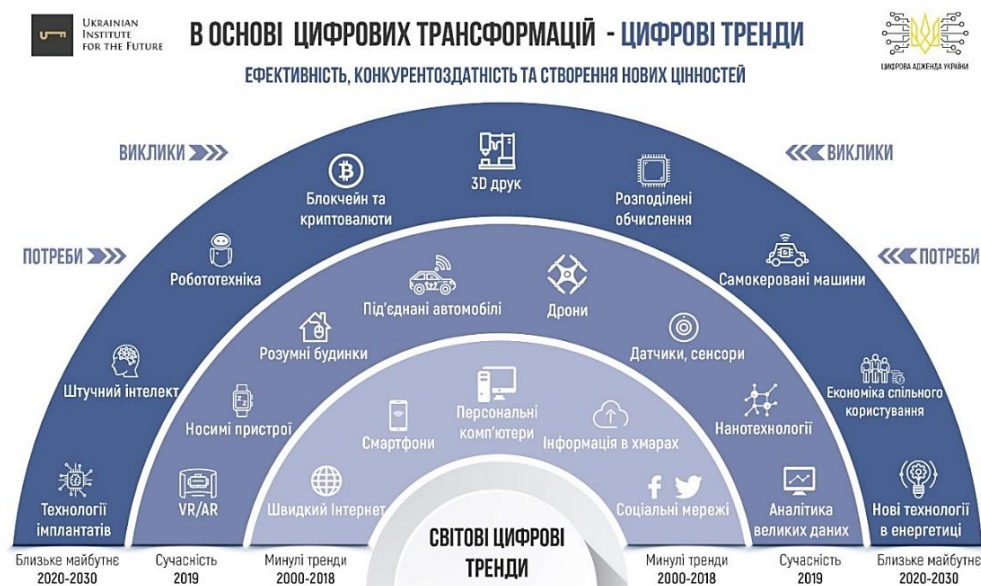 UKRAINIAN
INSTITUTE
FOR THE FUTURE
В ОСНОВІ ЦИФРОВИХ ТРАНСФОРМАЦІЙ - ЦИФРОВІ ТРЕНДИ
ЦИФРОВА АДЖЕНДА УКРАЇНИ
ЕФЕКТИВНІСТЬ, КОНКУРЕНТОЗДАТНІСТЬ ТА СТВОРЕННЯ НОВИХ ЦІННОСТЕЙ
ВИКЛИКИ
ВИКЛИКИ
ПОТРЕБИ
ПОТРЕБИ
Технології
імплантатів
Штучний інтелект
Робототехніка
Блокчейн та
криптовалюти
3D друк
Розподілені
обчислення
Самокеровані машини
Економіка спільного
користування
Нові технології
в енергетиці
VR/AR
Носимі пристрої
Розумні будинки
Під'єднані автомобілі
Дрони
Датчики, сенсори
Нанотехнології
Аналітика
великих даних
Швидкий Інтернет
Смартфони
Персональні
комп'ютери
Інформація в хмарах
f
Соціальні мережі
СВІТОВІ ЦИФРОВІ
ТРЕНДИ
Близьке майбутнє
2020-2030
Сучасність
2019
Минулі тренди
2000-2018
Минулі тренди
2000-2018
Сучасність
2019
Близьке майбутнє
2020-2030